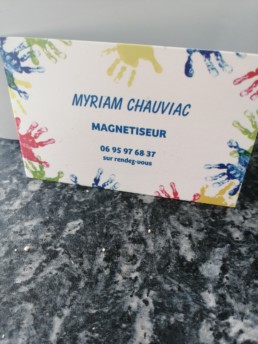 MYRIAM CHAUVIAC
MAGNETISEUR
06 95 97 68 37
sur rendez-vous